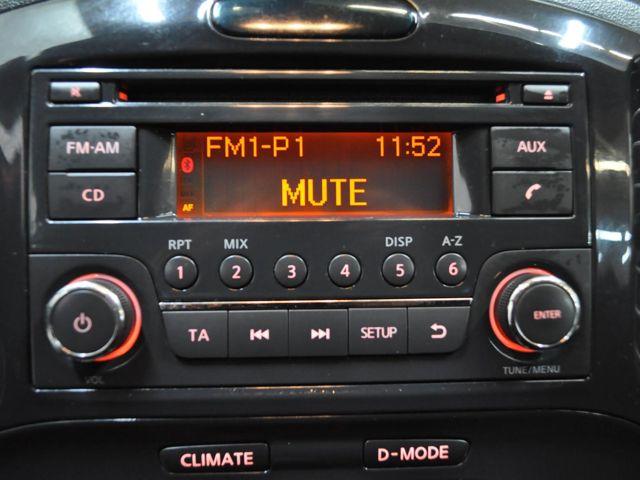 FM-AM
CD
FM1-P1 11:52
MUTE
AF
AUX
RPT MIX DISP A-Z
1 2 3 4 5 6
TA SETUP
ENTER
VOL
TUNE/MENU
CLIMATE D-MODE